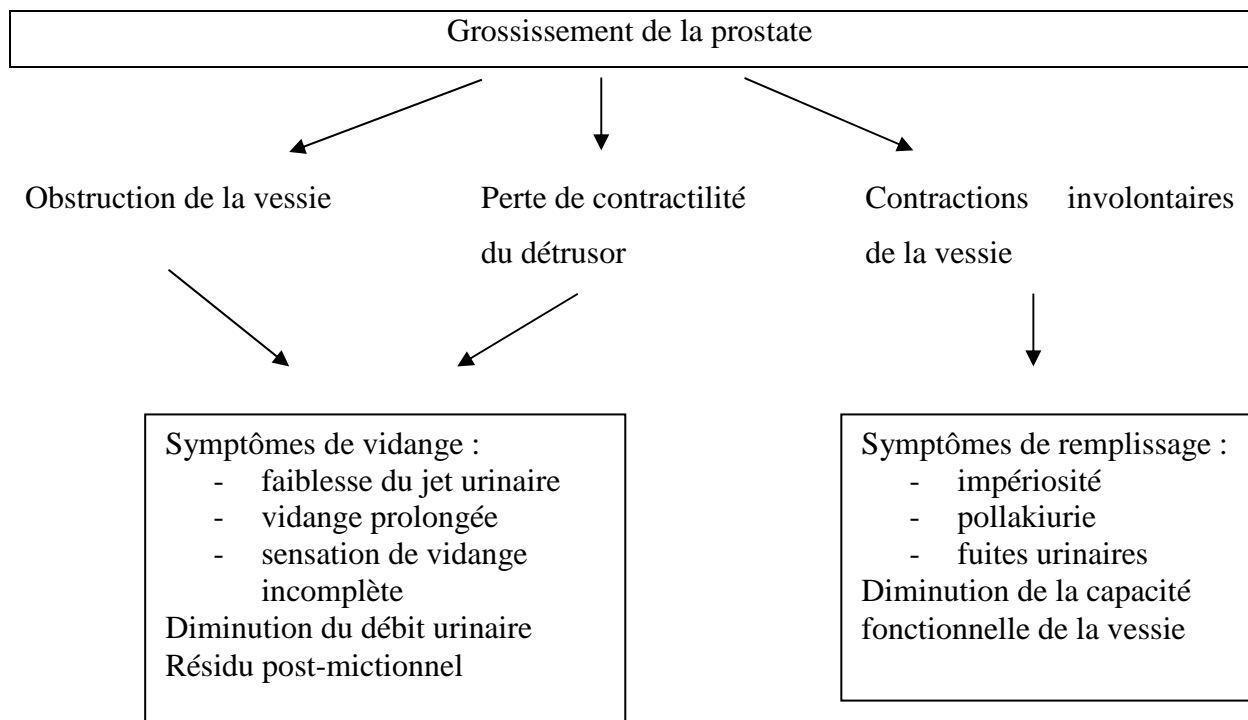 Grossissement de la prostate
Obstruction de la vessie
Perte de contractilité
du détrusor
Contractions involontaires
de la vessie
Symptômes de vidange :
- faiblesse du jet urinaire
- vidange prolongée
- sensation de vidange
incomplète
Diminution du débit urinaire
Résidu post-mictionnel
Symptômes de remplissage :
- impériosité
- pollakiurie
- fuites urinaires
Diminution de la capacité
fonctionnelle de la vessie